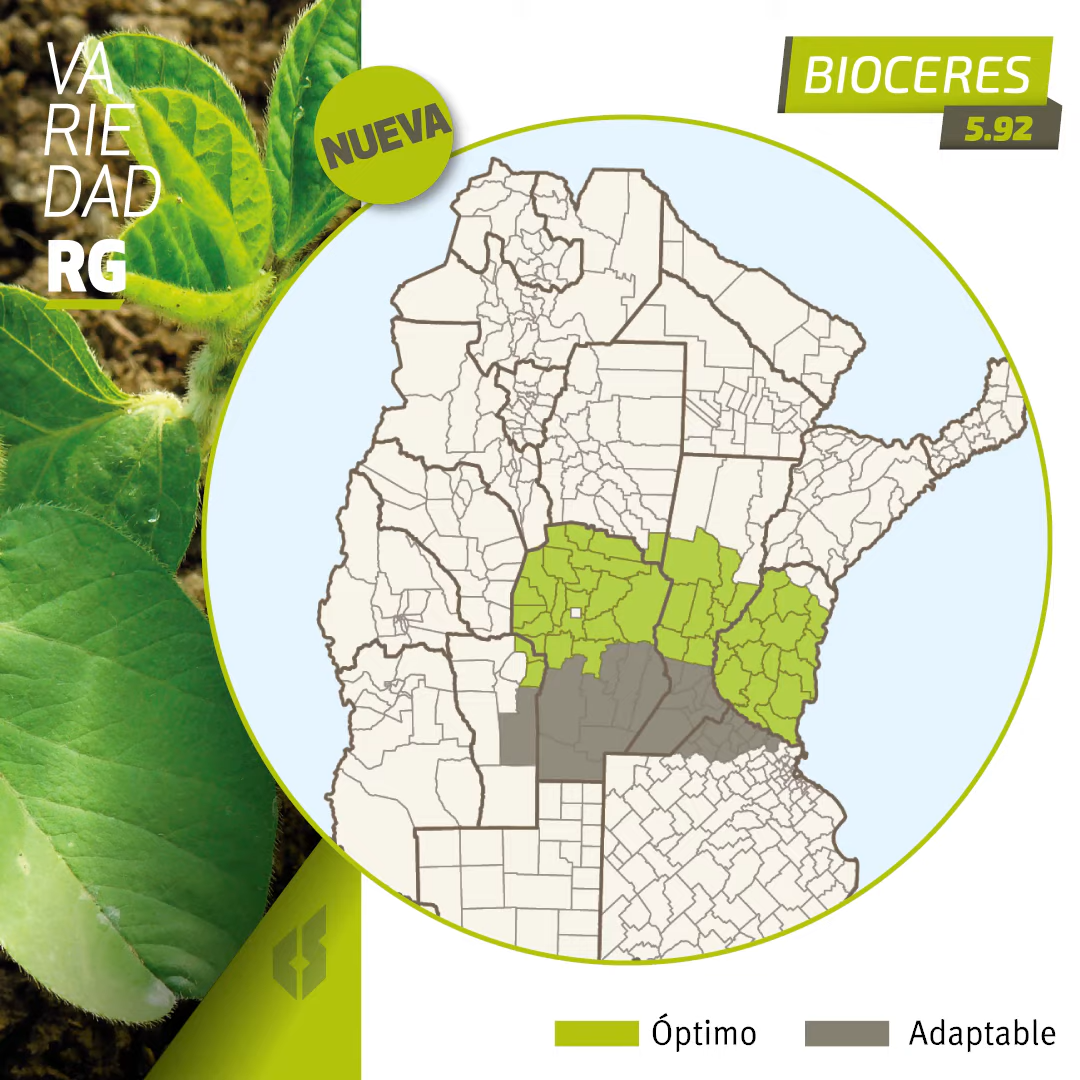 VA
RIE
DAD
RG
NUEVA
BIOCERES
5.92
Óptimo
Adaptable